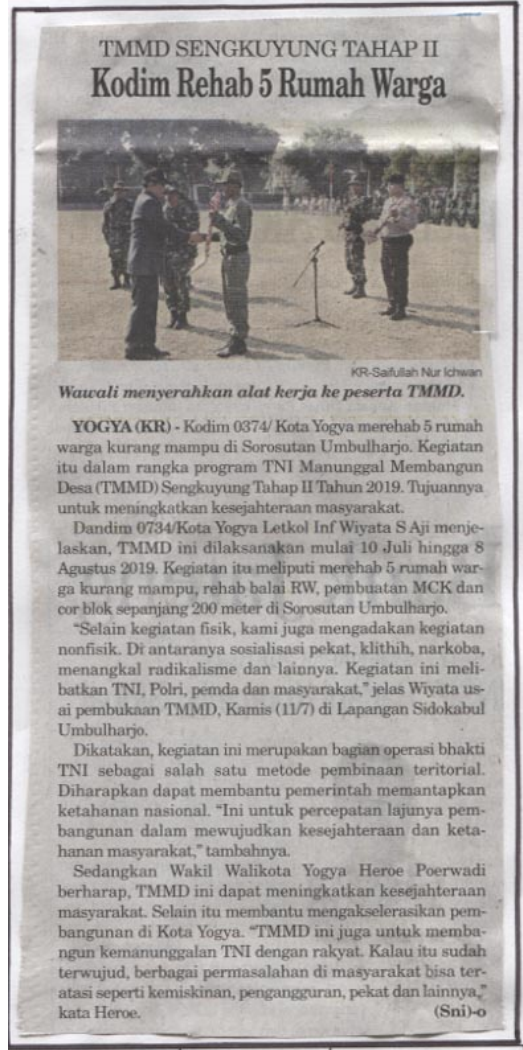 TMMD SENGKUYUNG TAHAP II
Kodim Rehab 5 Rumah Warga
KR-Saifullah Nur Ichwan
Wawali menyerahkan alat kerja ke peserta TMMD.
YOGYA (KR) - Kodim 0374/ Kota Yogya merehab 5 rumah
warga kurang mampu di Sorosutan Umbulharjo. Kegiatan
itu dalam rangka program TNI Manunggal Membangun
Desa (TMMD) Sengkuyung Tahap II Tahun 2019. Tujuannya
untuk meningkatkan kesejahteraan masyarakat.
Dandim 0734/Kota Yogya Letkol Inf Wiyata S Aji menje-
laskan, TMMD ini dilaksanakan mulai 10 Juli hingga 8
Agustus 2019. Kegiatan itu meliputi merehab 5 rumah war-
ga kurang mampu, rehab balai RW, pembuatan MCK dan
cor blok sepanjang 200 meter di Sorosutan Umbulharjo.
"Selain kegiatan fisik, kami juga mengadakan kegiatan
nonfisik. Di antaranya sosialisasi pekat, klithih, narkoba,
menangkal radikalisme dan lainnya. Kegiatan ini meli-
batkan TNI, Polri, pemda dan masyarakat," jelas Wiyata us-
ai pembukaan TMMD, Kamis (11/7) di Lapangan Sidokabul
Umbulharjo.
Dikatakan, kegiatan ini merupakan bagian operasi bhakti
TNI sebagai salah satu metode pembinaan teritorial.
Diharapkan dapat membantu pemerintah memantapkan
ketahanan nasional. "Ini untuk percepatan lajunya pem-
bangunan dalam mewujudkan kesejahteraan dan keta-
hanan masyarakat," tambahnya.
Sedangkan Wakil Walikota Yogya Heroe Poerwadi
berharap, TMMD ini dapat meningkatkan kesejahteraan
masyarakat. Selain itu membantu mengakselerasikan pem-
bangunan di Kota Yogya. "TMMD ini juga untuk memba-
ngun kemanunggalan TNI dengan rakyat. Kalau itu sudah
terwujud, berbagai permasalahan di masyarakat bisa ter-
atasi seperti kemiskinan, pengangguran, pekat dan lainnya,"
kata Heroe. (Sni)-o